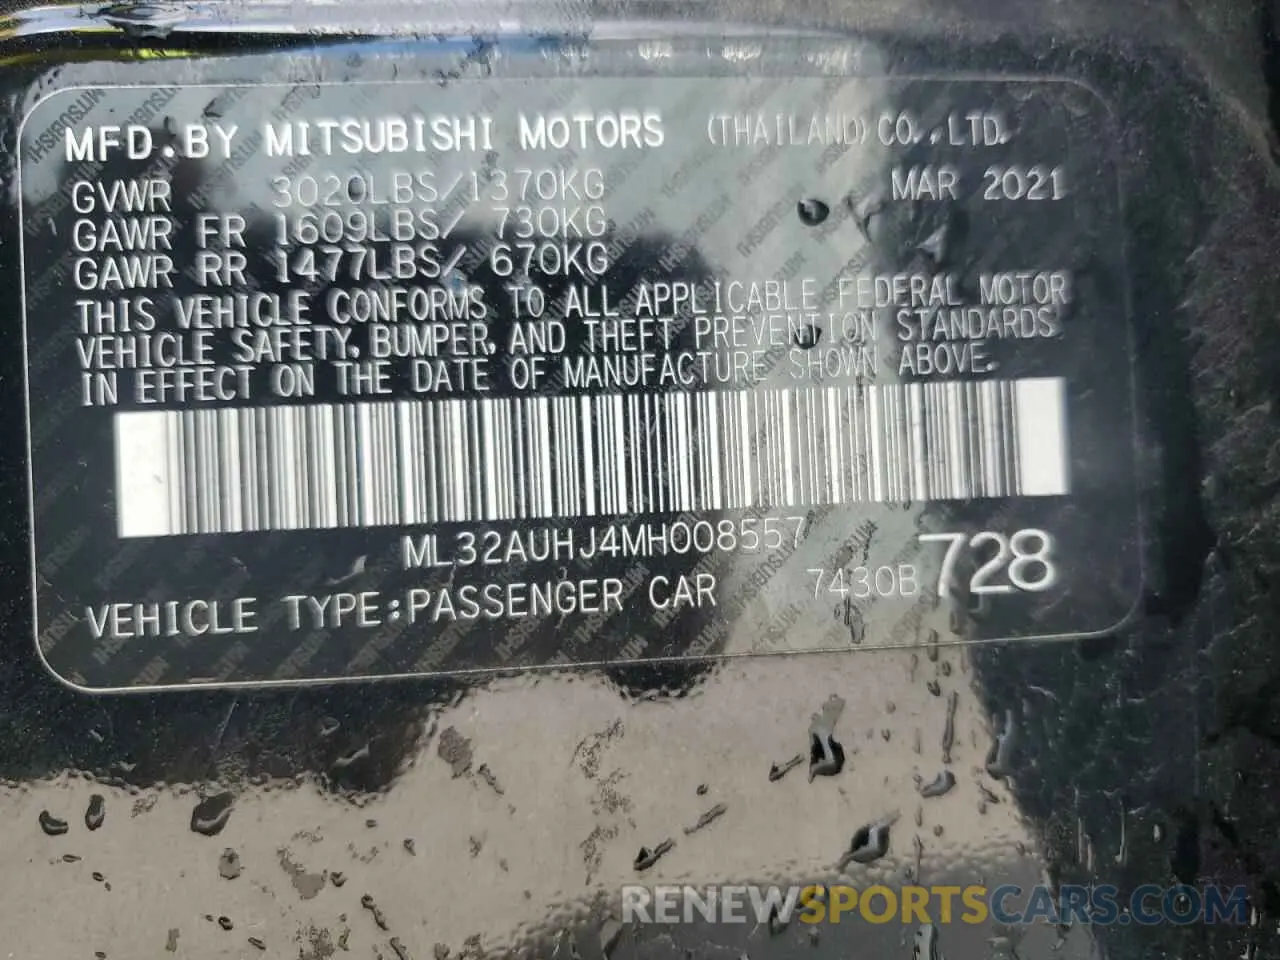 MFD.BY MITSUBISHI MOTORS (THAILAND) CO.,LTD.
GVWR 3020LBS/1370KG MAR 2021
GAWR FR 1609LBS/ 730KG
GAWR RR 1477LBS/ 670KG
THIS VEHICLE CONFORMS TO ALL APPLICABLE FEDERAL MOTOR
VEHICLE SAFETY, BUMPER, AND THEFT PREVENTION STANDARDS
IN EFFECT ON THE DATE OF MANUFACTURE SHOWN ABOVE.
ML32AUHJ4MH008557
VEHICLE TYPE:PASSENGER CAR 7430B 728
RENEWSPORTSCARS.COM